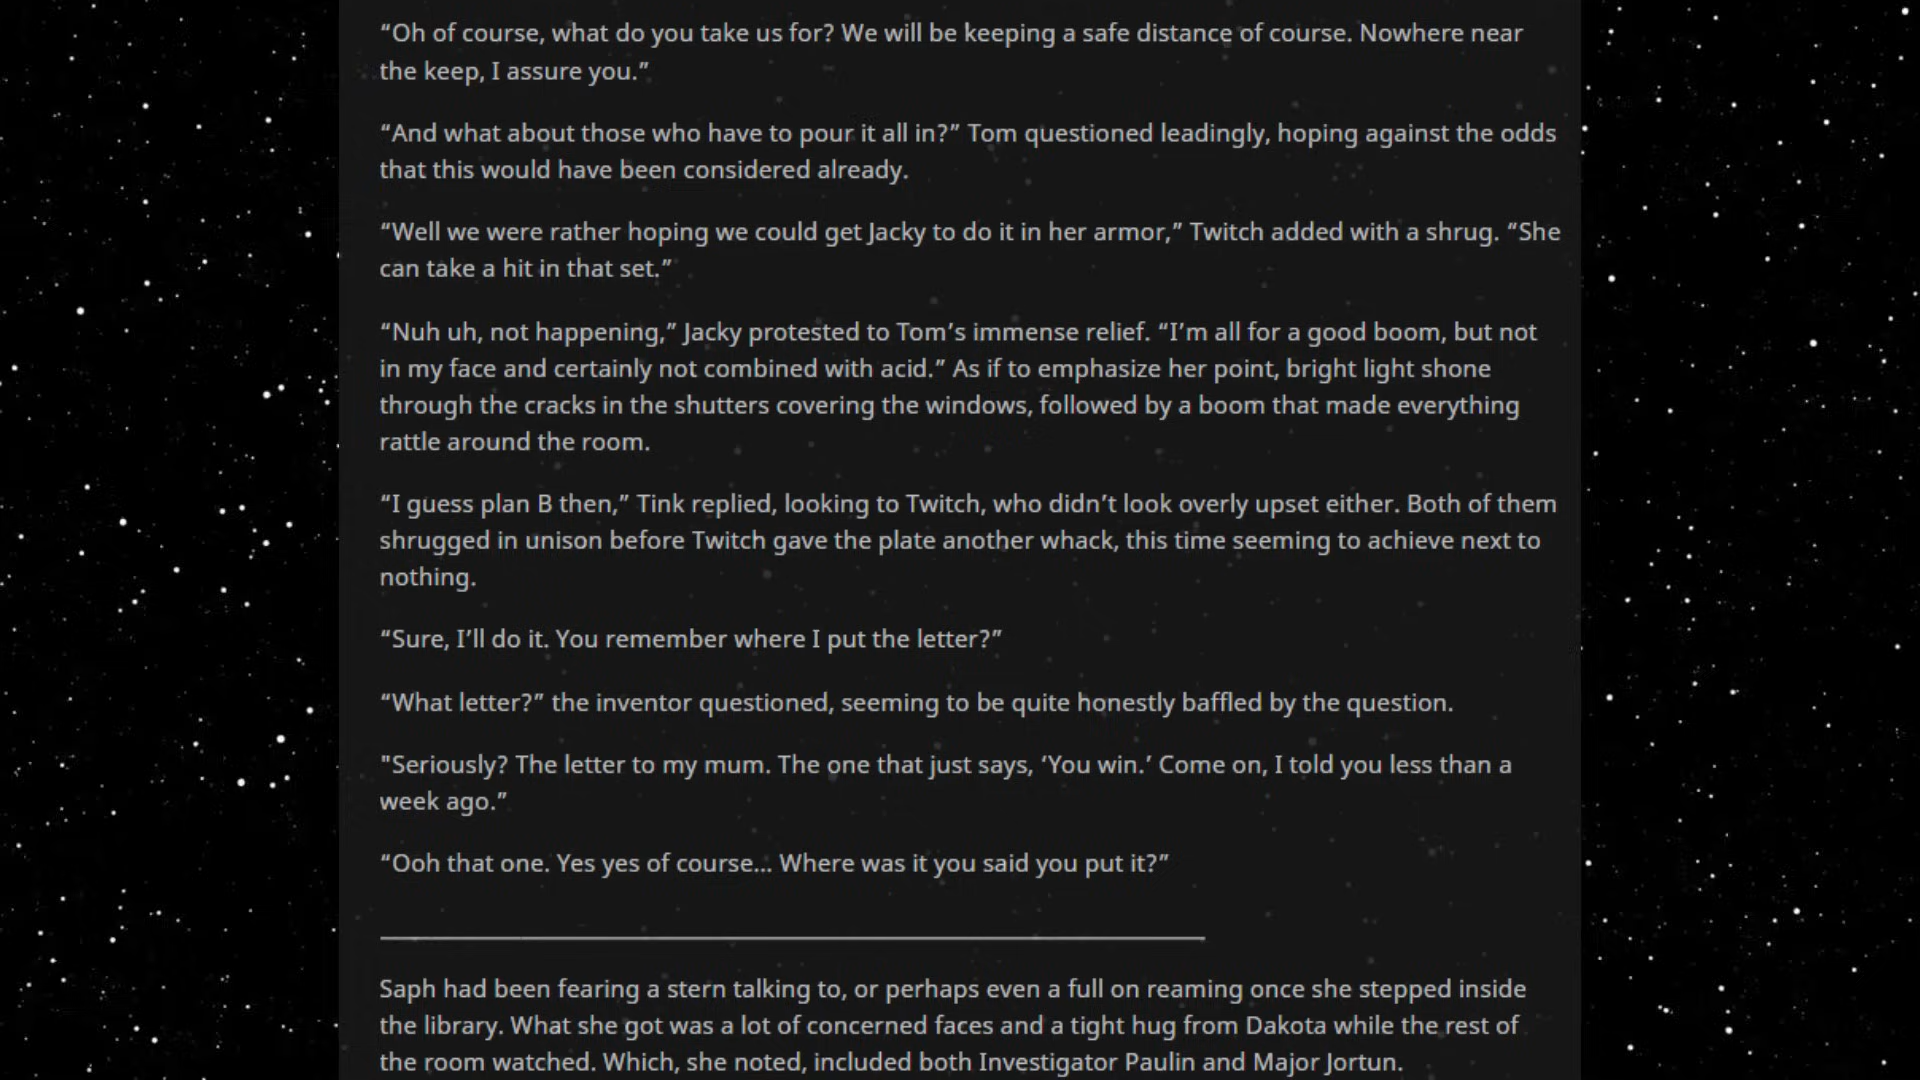 “Oh of course, what do you take us for? We will be keeping a safe distance of course. Nowhere near
the keep, I assure you.”
“And what about those who have to pour it all in?” Tom questioned leadingly, hoping against the odds
that this would have been considered already.
“Well we were rather hoping we could get Jacky to do it in her armor,” Twitch added with a shrug. “She
can take a hit in that set.”
“Nuh uh, not happening,” Jacky protested to Tom’s immense relief. “I’m all for a good boom, but not
in my face and certainly not combined with acid.” As if to emphasize her point, bright light shone
through the cracks in the shutters covering the windows, followed by a boom that made everything
rattle around the room.
“I guess plan B then,” Tink replied, looking to Twitch, who didn’t look overly upset either. Both of them
shrugged in unison before Twitch gave the plate another whack, this time seeming to achieve next to
nothing.
“Sure, I’ll do it. You remember where I put the letter?”
“What letter?” the inventor questioned, seeming to be quite honestly baffled by the question.
"Seriously? The letter to my mum. The one that just says, ‘You win.’ Come on, I told you less than a
week ago.”
“Ooh that one. Yes yes of course… Where was it you said you put it?”
Saph had been fearing a stern talking to, or perhaps even a full on reaming once she stepped inside
the library. What she got was a lot of concerned faces and a tight hug from Dakota while the rest of
the room watched. Which, she noted, included both Investigator Paulin and Major Jortun.